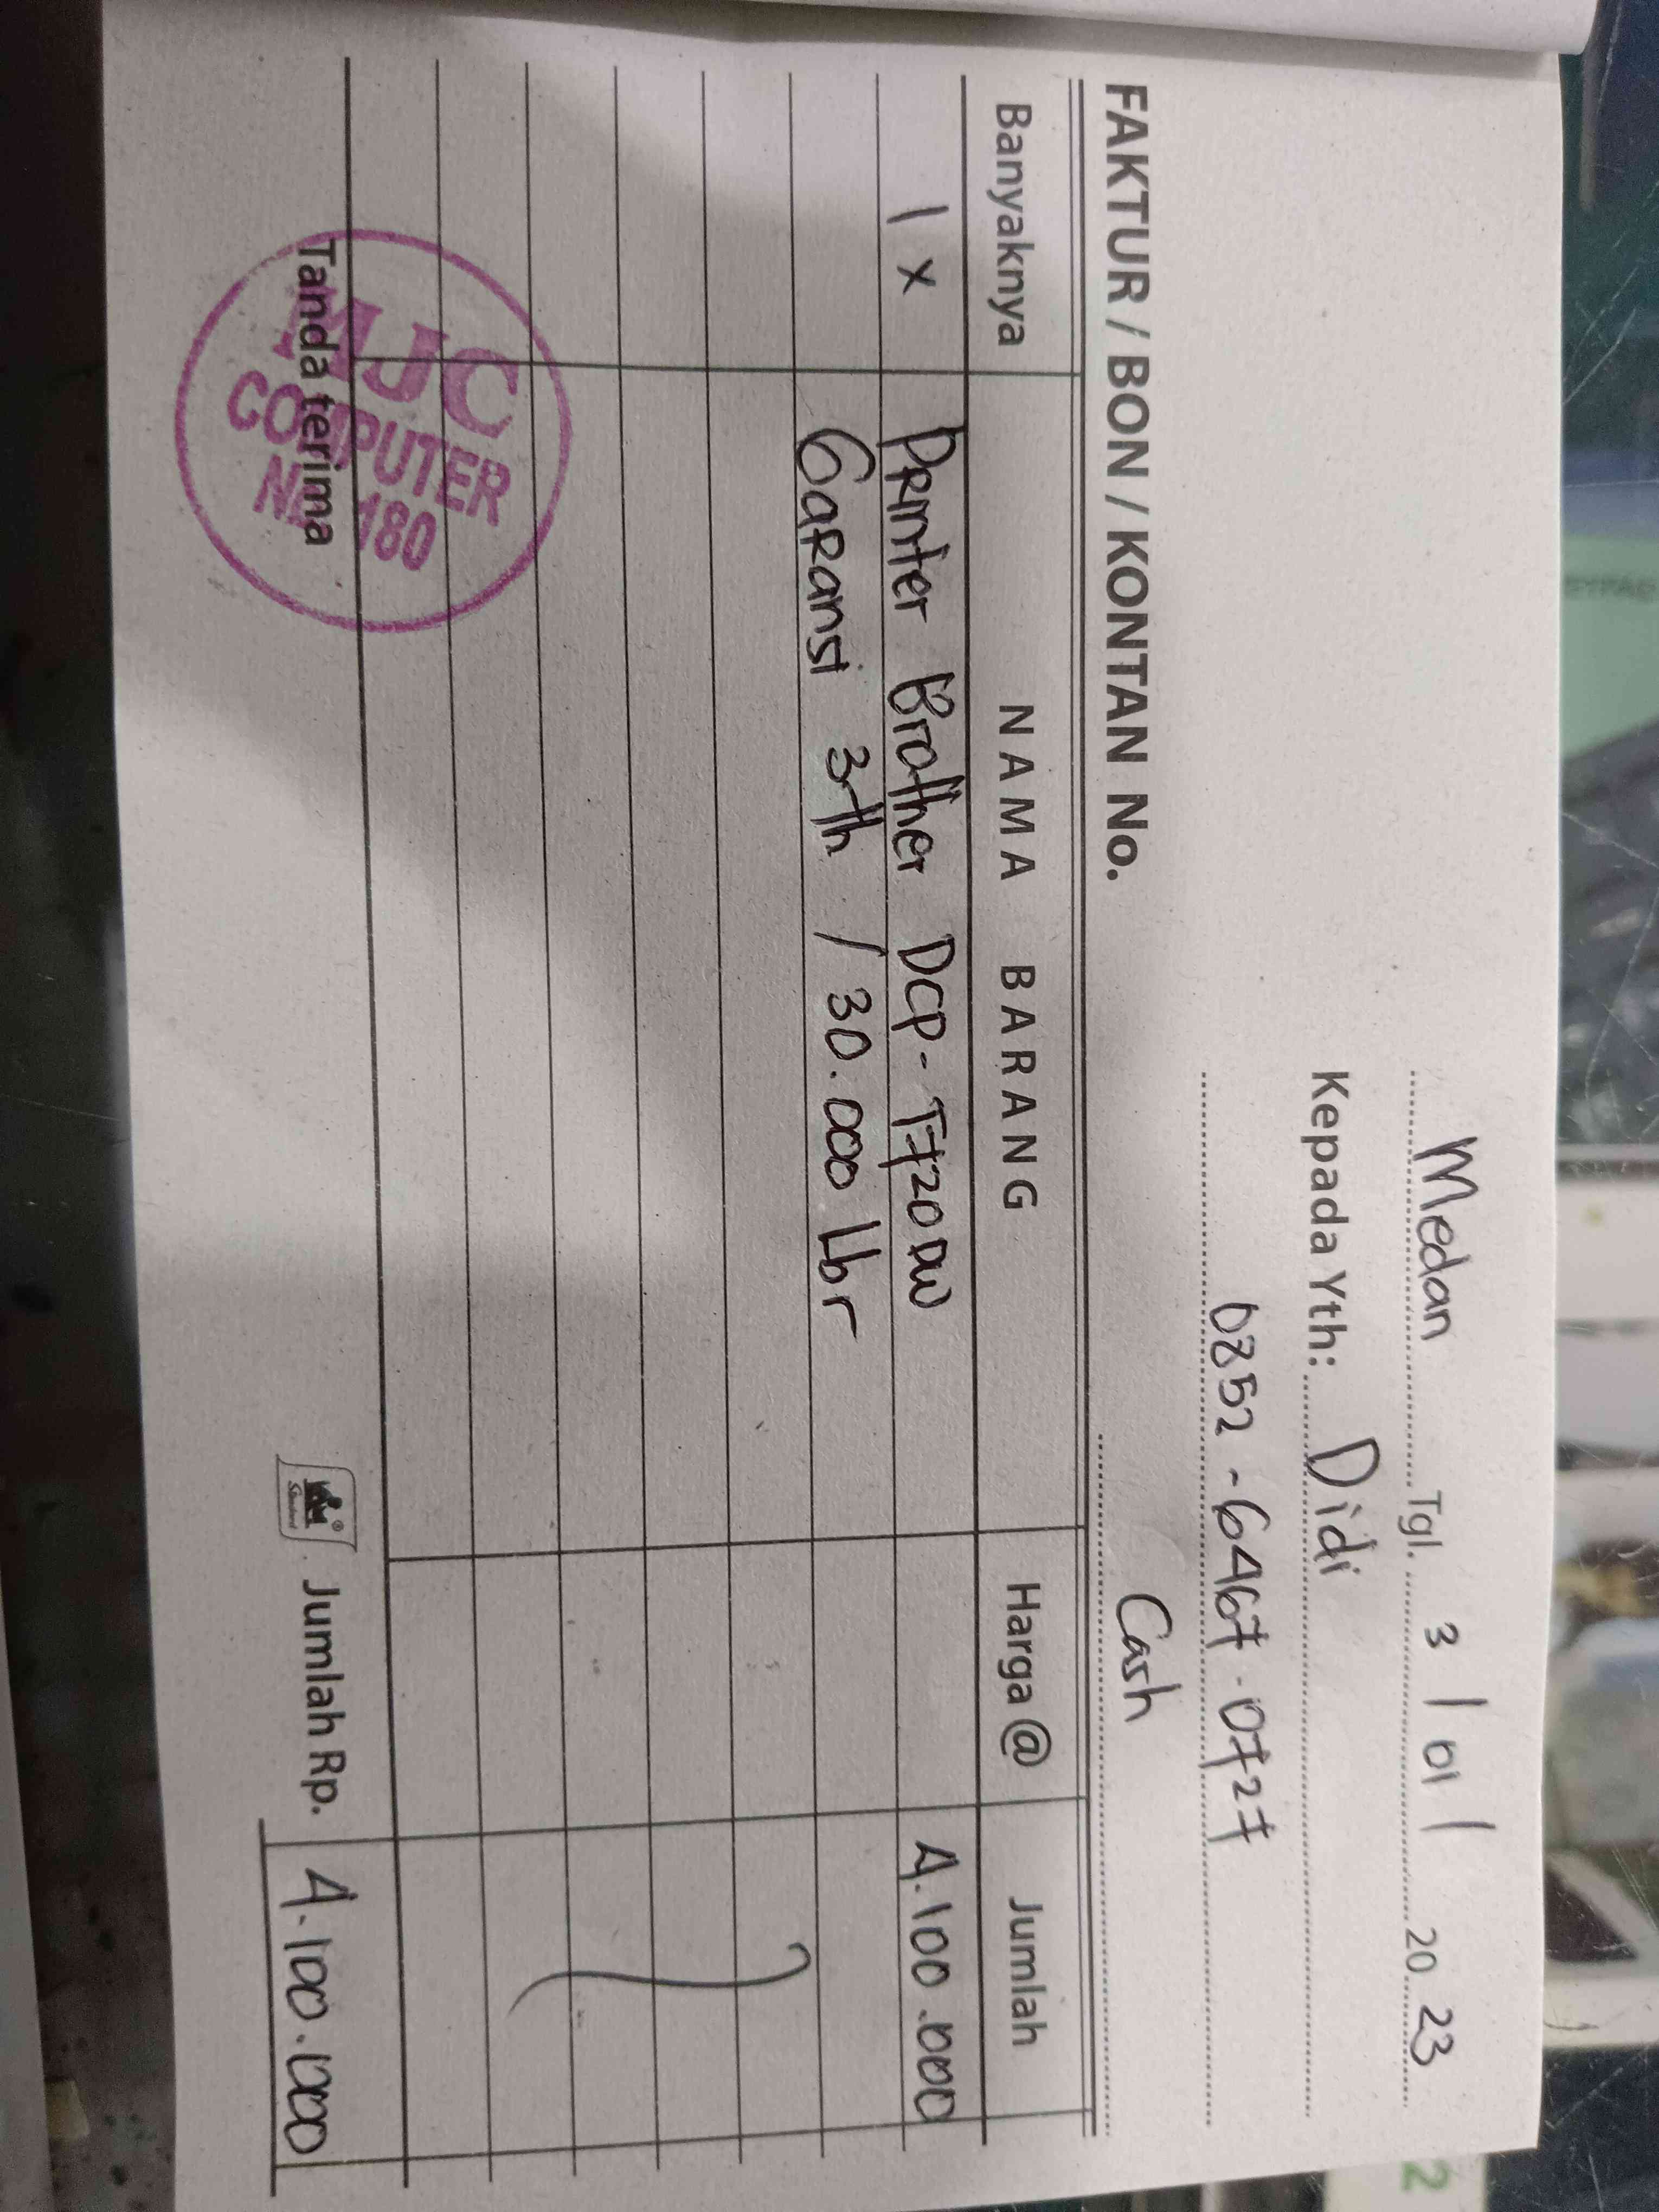 Medan Tgl. 3 / 01 / 20 23
Kepada Yth: Didi
0852 - 6467 - 0727
FAKTUR / BON / KONTAN No. Cash
Banyaknya NAMA BARANG Harga @ Jumlah
1 x Printer Brother DCP - T720DW 4.100.000
Garansi 3th / 30.000 Lbr
Tanda terima Jumlah Rp. 4.100.000
MJC
COMPUTER
No. 180